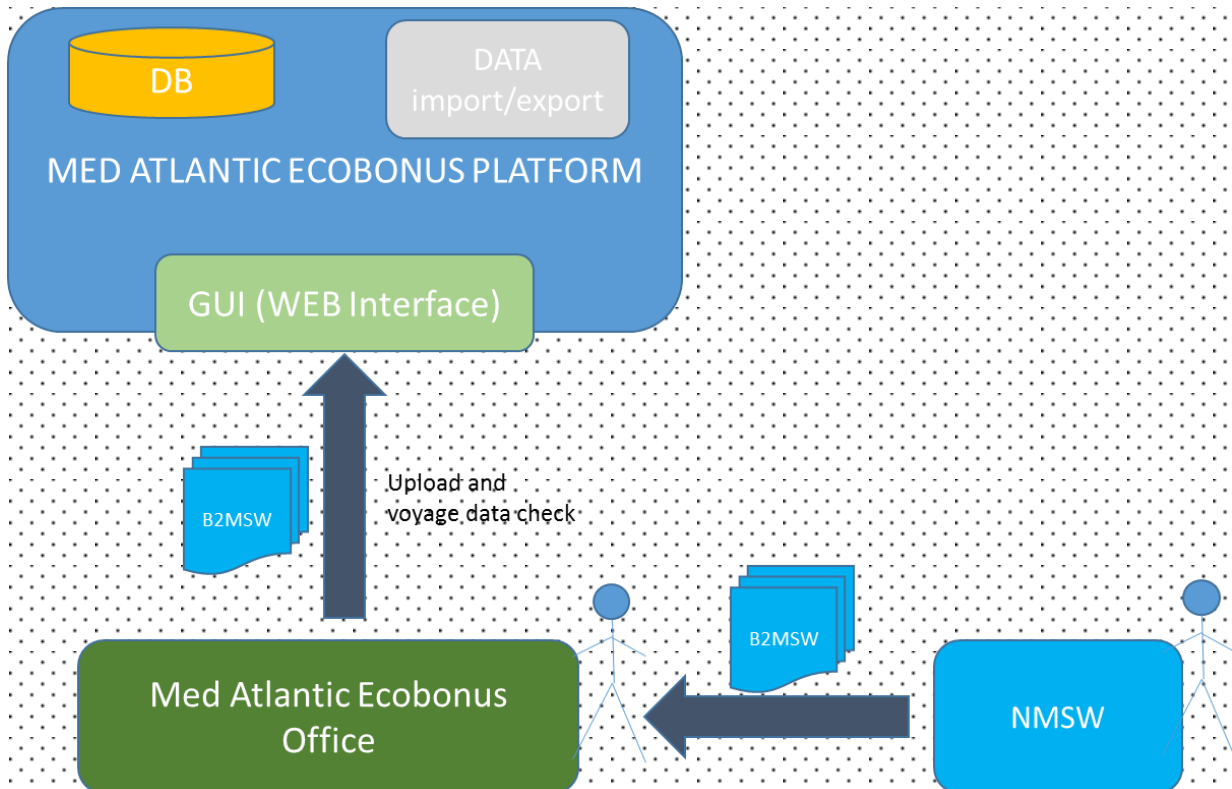 DB
DATA
import/export
MED ATLANTIC ECOBONUS PLATFORM
GUI (WEB Interface)
B2MSW
Upload and
voyage data check
B2MSW
Med Atlantic Ecobonus
Office
NMSW